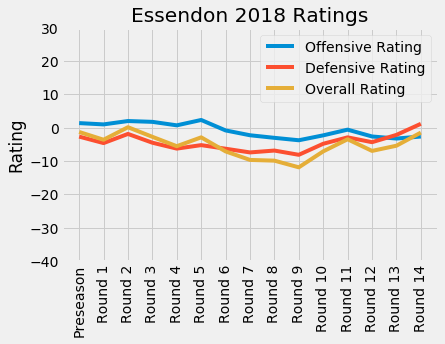 Essendon 2018 Ratings
Offensive Rating
Defensive Rating
Overall Rating
Rating
30
20
10
0
−10
−20
−30
−40
Preseason
Round 1
Round 2
Round 3
Round 4
Round 5
Round 6
Round 7
Round 8
Round 9
Round 10
Round 11
Round 12
Round 13
Round 14